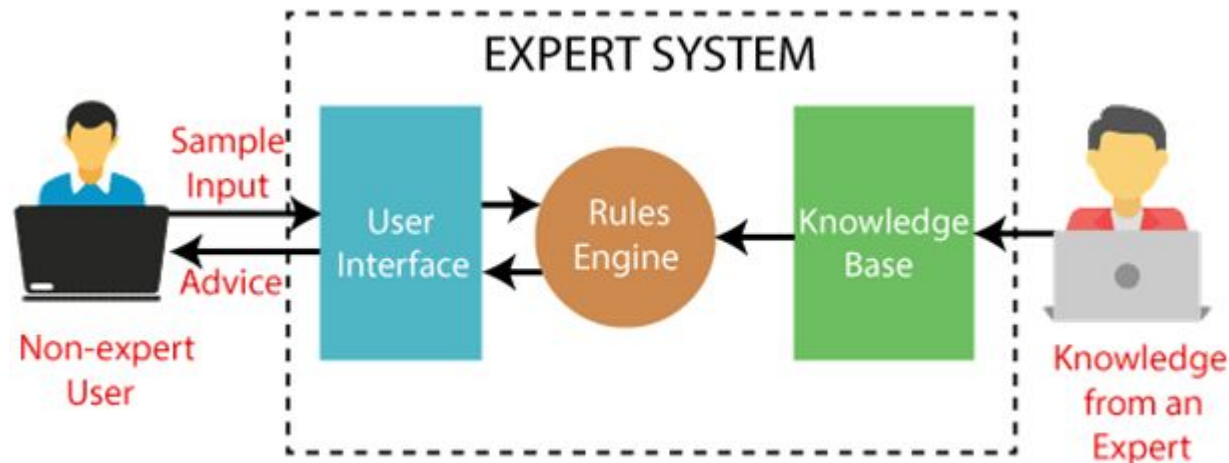 EXPERT SYSTEM
Sample
Input
Advice
Non-expert
User
User
Interface
Rules
Engine
Knowledge
Base
Knowledge
from an
Expert